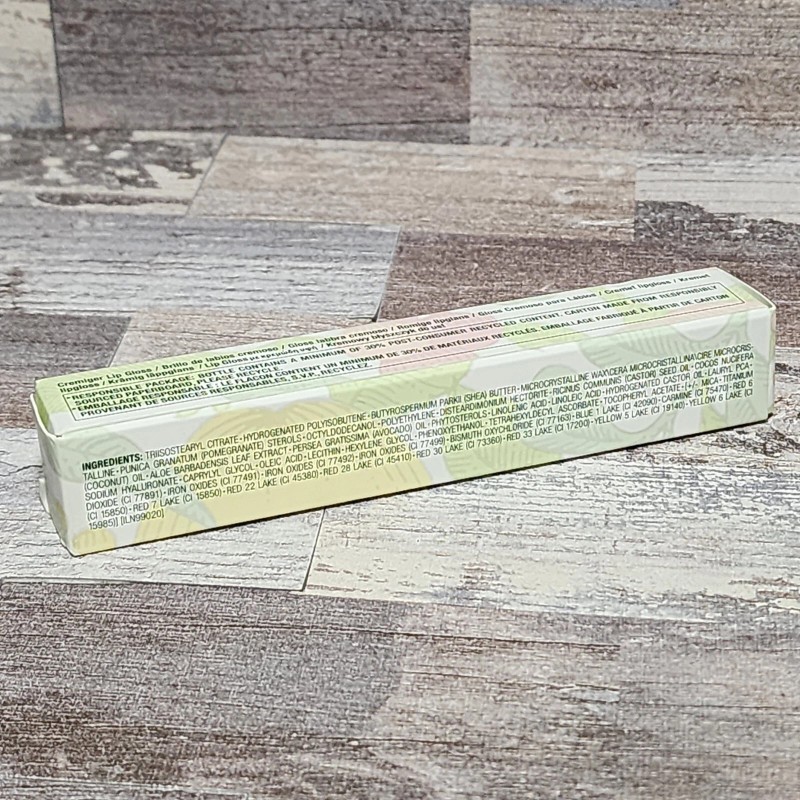 Cremiger Lip Gloss / Brillo de labios cremoso / Gloss labbra cremoso / Romige lipglans / Gloss Cremoso para Lábios / Cremet lipgloss / Kremet
lipgloss / Krämig läppglans / Lip Gloss / Kremowy błyszczyk do ust
• RESPONSIBLE PACKAGE. BOTTLE CONTAINS A MINIMUM OF 30% POST-CONSUMER RECYCLED CONTENT. CARTON MADE FROM RESPONSIBLY
SOURCED PAPERBOARD. PLEASE RECYCLE.
• EMBALLAGE RESPONSABLE. LE FLACON CONTIENT UN MINIMUM DE 30% DE MATÉRIAUX RECYCLÉS. EMBALLAGE FABRIQUÉ À PARTIR DE CARTON
PROVENANT DE SOURCES RESPONSABLES, S.V.P. RECYCLEZ.
INGREDIENTS: TRIISOSTEARYL CITRATE • HYDROGENATED POLYISOBUTENE • BUTYROSPERMUM PARKII (SHEA) BUTTER • MICROCRYSTALLINE WAX\CERA MICROCRISTALLINA\CIRE MICROCRIS-
TALLINE • PUNICA GRANATUM (POMEGRANATE) STEROLS • OCTYLDODECANOL • POLYETHYLENE • DISTEARDIMONIUM HECTORITE • RICINUS COMMUNIS (CASTOR) SEED OIL • COCOS NUCIFERA
(COCONUT) OIL • ALOE BARBADENSIS LEAF EXTRACT • PERSEA GRATISSIMA (AVOCADO) OIL • PHYTOSTEROLS • LINOLENIC ACID • LINOLEIC ACID • HYDROGENATED CASTOR OIL • LAURYL PCA •
SODIUM HYALURONATE • CAPRYLYL GLYCOL • OLEIC ACID • LECITHIN • HEXYLENE GLYCOL • PHENOXYETHANOL • TETRAHEXYLDECYL ASCORBATE • TOCOPHERYL ACETATE • [+/- MICA • TITANIUM
DIOXIDE (CI 77891) • IRON OXIDES (CI 77491) • IRON OXIDES (CI 77492) • IRON OXIDES (CI 77499) • BISMUTH OXYCHLORIDE (CI 77163) • BLUE 1 LAKE (CI 42090) • CARMINE (CI 75470) • RED 6
(CI 15850) • RED 7 LAKE (CI 15850) • RED 22 LAKE (CI 45380) • RED 28 LAKE (CI 45410) • RED 30 LAKE (CI 73360) • RED 33 LAKE (CI 17200) • YELLOW 5 LAKE (CI 19140) • YELLOW 6 LAKE (CI
15985)] [ILN99020]